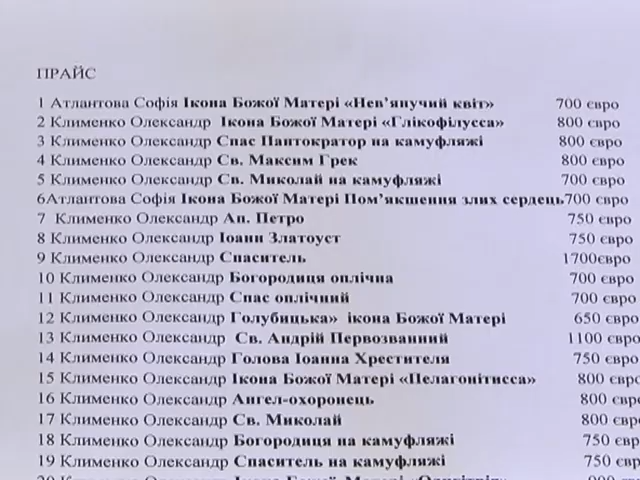 ПРАЙС
1 Атлантова Софія Ікона Божої Матері «Нев'янучий квіт» 700 євро
2 Клименко Олександр Ікона Божої Матері «Глікофілусса» 800 євро
3 Клименко Олександр Спас Пантократор на камуфляжі 800 євро
4 Клименко Олександр Св. Максим Грек 800 євро
5 Клименко Олександр Св. Миколай на камуфляжі 700 євро
6Атлантова Софія Ікона Божої Матері Пом'якшення злих сердець700 євро
7 Клименко Олександр Ап. Петро 750 євро
8 Клименко Олександр Іоанн Златоуст 750 євро
9 Клименко Олександр Спаситель 1700євро
10 Клименко Олександр Богородиця оплічна 700 євро
11 Клименко Олександр Спас оплічний 700 євро
12 Клименко Олександр Голубицька» ікона Божої Матері 650 євро
13 Клименко Олександр Св. Андрій Первозванний 1100 євро
14 Клименко Олександр Голова Іоанна Хрестителя 750 євро
15 Клименко Олександр Ікона Божої Матері «Пелагонітисса» 800 євро
16 Клименко Олександр Ангел-охоронець 800 євро
17 Клименко Олександр Св. Миколай 800 євро
18 Клименко Олександр Богородиця на камуфляжі 750 євро
19 Клименко Олександр Спаситель на камуфляжі 750 євро